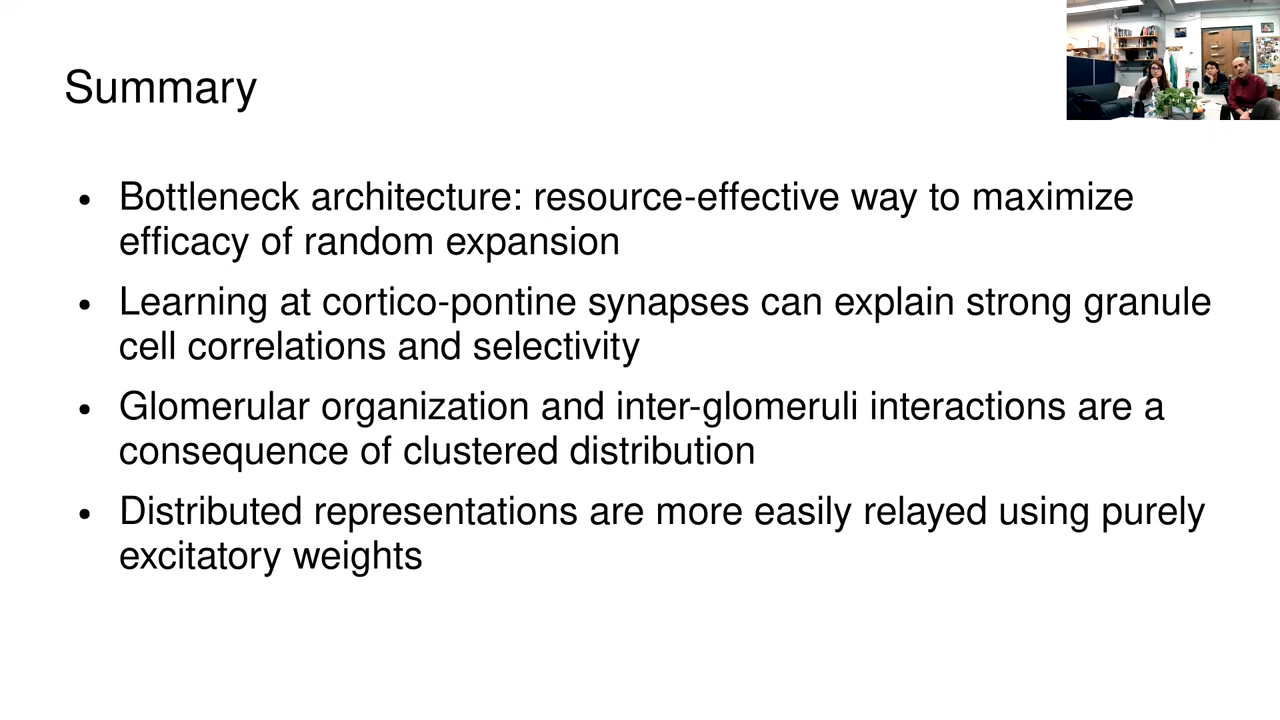 Summary
• Bottleneck architecture: resource-effective way to maximize
efficacy of random expansion
• Learning at cortico-pontine synapses can explain strong granule
cell correlations and selectivity
• Glomerular organization and inter-glomeruli interactions are a
consequence of clustered distribution
• Distributed representations are more easily relayed using purely
excitatory weights